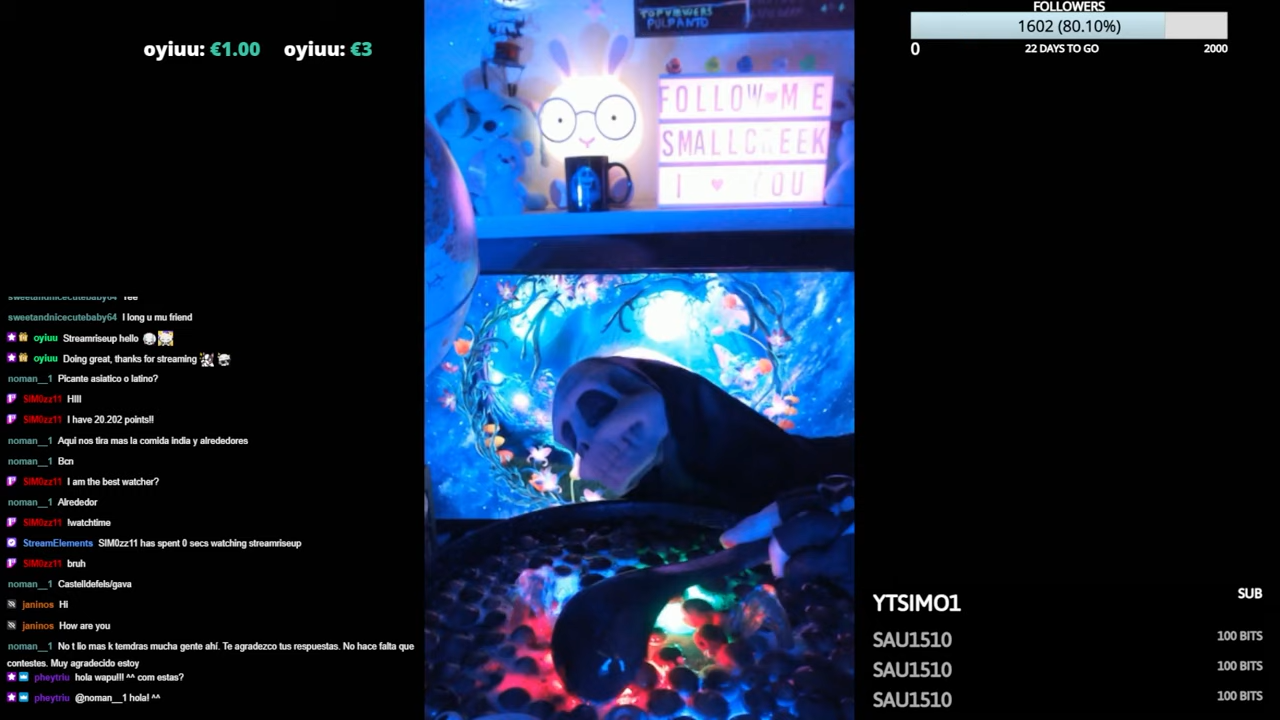 oyiuu: €1.00 oyiuu: €3
TOPVIEWERS
FOLLOW ME
SMALLCREEK
I ♥ YOU
FOLLOWERS
1602 (80.10%)
0 22 DAYS TO GO 2000
sweetandnicecutebaby64 Yee
sweetandnicecutebaby64 I long u mu friend
oyiuu Streamriseup hello
oyiuu Doing great, thanks for streaming
noman__1 Picante asiatico o latino?
SIM0zz11 HIII
SIM0zz11 I have 20.202 points!!
noman__1 Aqui nos tira mas la comida india y alrededores
noman__1 Bcn
SIM0zz11 I am the best watcher?
noman__1 Alrededor
SIM0zz11 !watchtime
StreamElements SIM0zz11 has spent 0 secs watching streamriseup
SIM0zz11 bruh
noman__1 Castelldefels/gava
janinos Hi
janinos How are you
noman__1 No t lio mas k temdras mucha gente ahí. Te agradezco tus respuestas. No hace falta que
contestes. Muy agradecido estoy
pheytriu hola wapu!!! ^^ com estas?
pheytriu @noman__1 hola! ^^
YTSIMO1 SUB
SAU1510 100 BITS
SAU1510 100 BITS
SAU1510 100 BITS